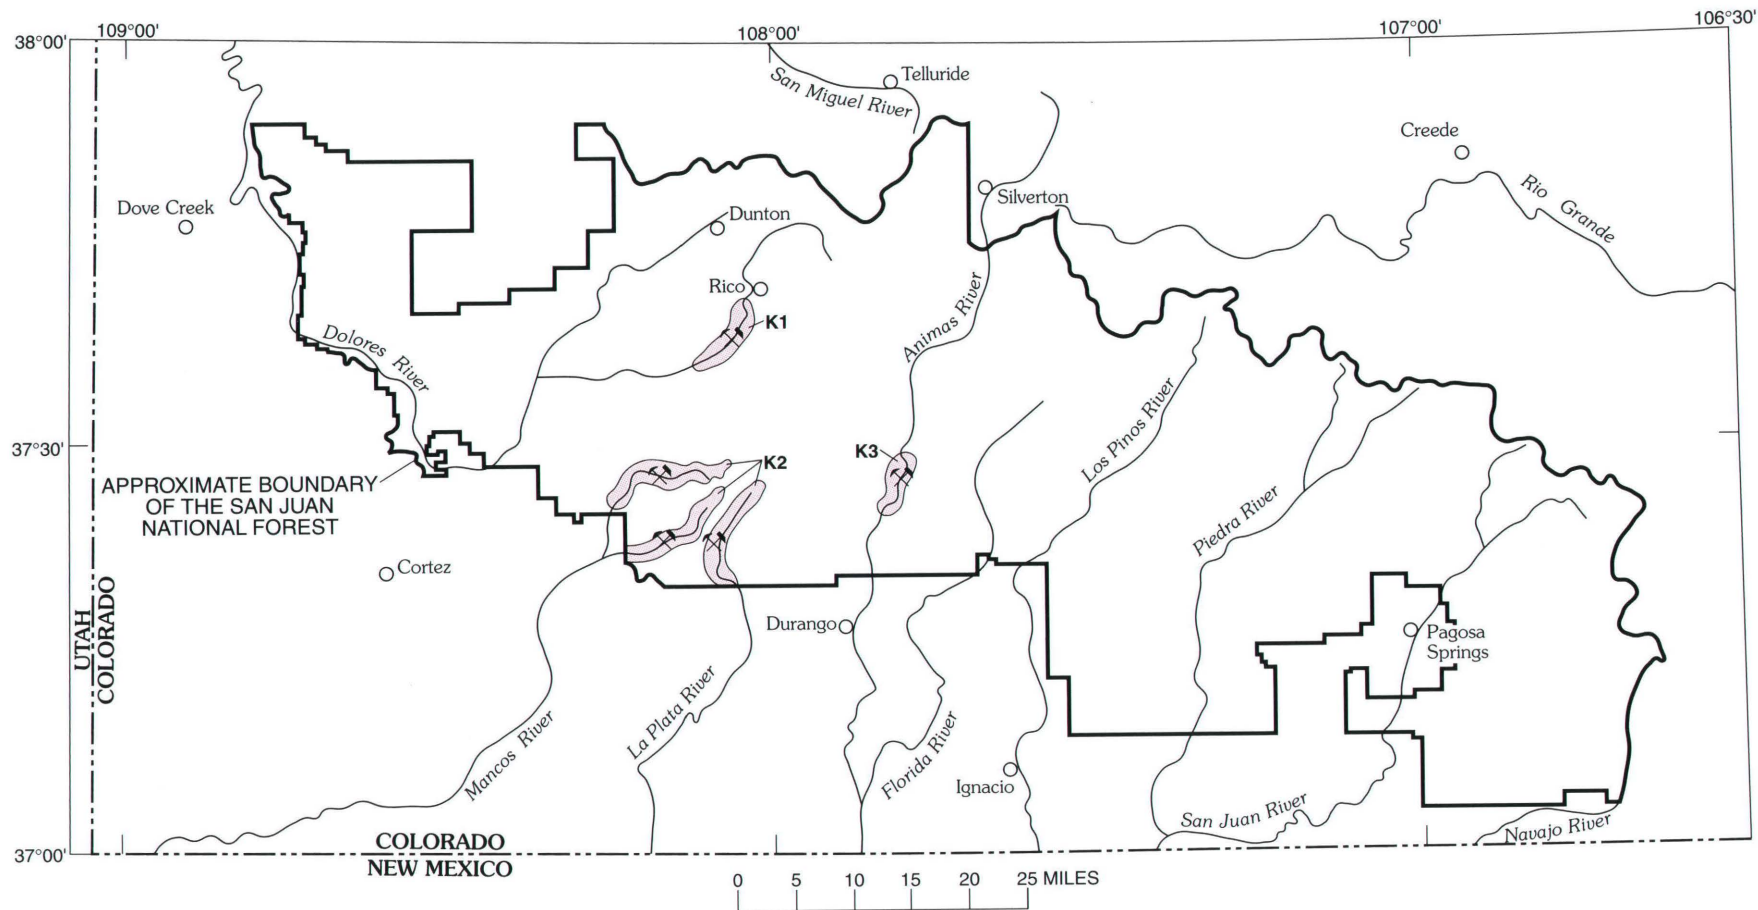 109°00'
108°00'
107°00'
106°30'
38°00'
Telluride
San Miguel River
Creede
Silverton
Rio Grande
Dove Creek
Dunton
Rico
K1
Animas River
Dolores River
37°30'
K2
K3
Los Pinos River
Piedra River
APPROXIMATE BOUNDARY
OF THE SAN JUAN
NATIONAL FOREST
Cortez
UTAH
COLORADO
Durango
Pagosa
Springs
La Plata River
Mancos River
Florida River
Ignacio
San Juan River
Navajo River
37°00'
COLORADO
NEW MEXICO
0 5 10 15 20 25 MILES